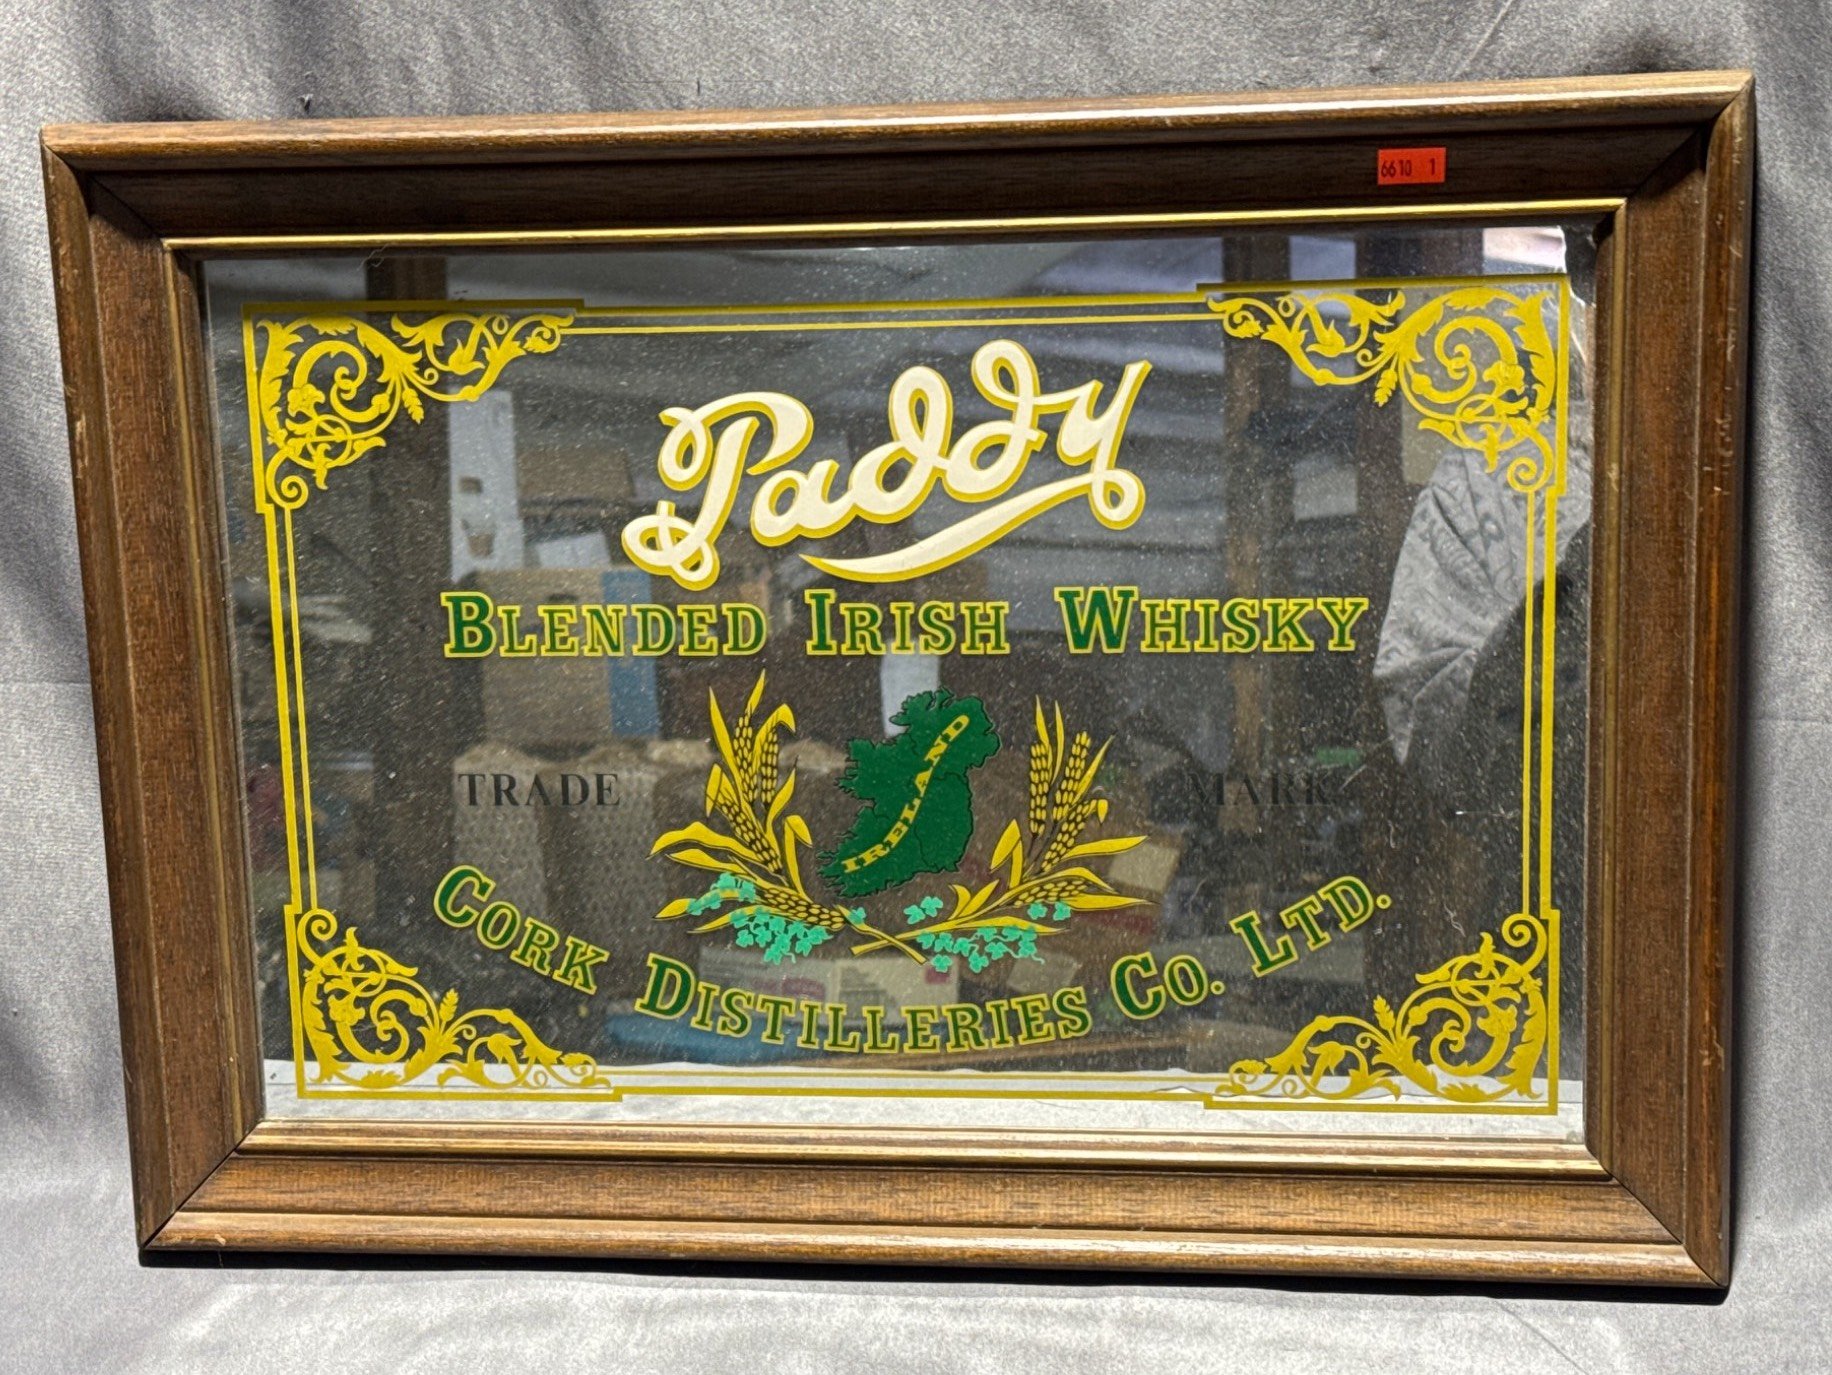 6610 1
Paddy
BLENDED IRISH WHISKY
IRELAND
TRADE MARK
CORK DISTILLERIES CO. LTD.